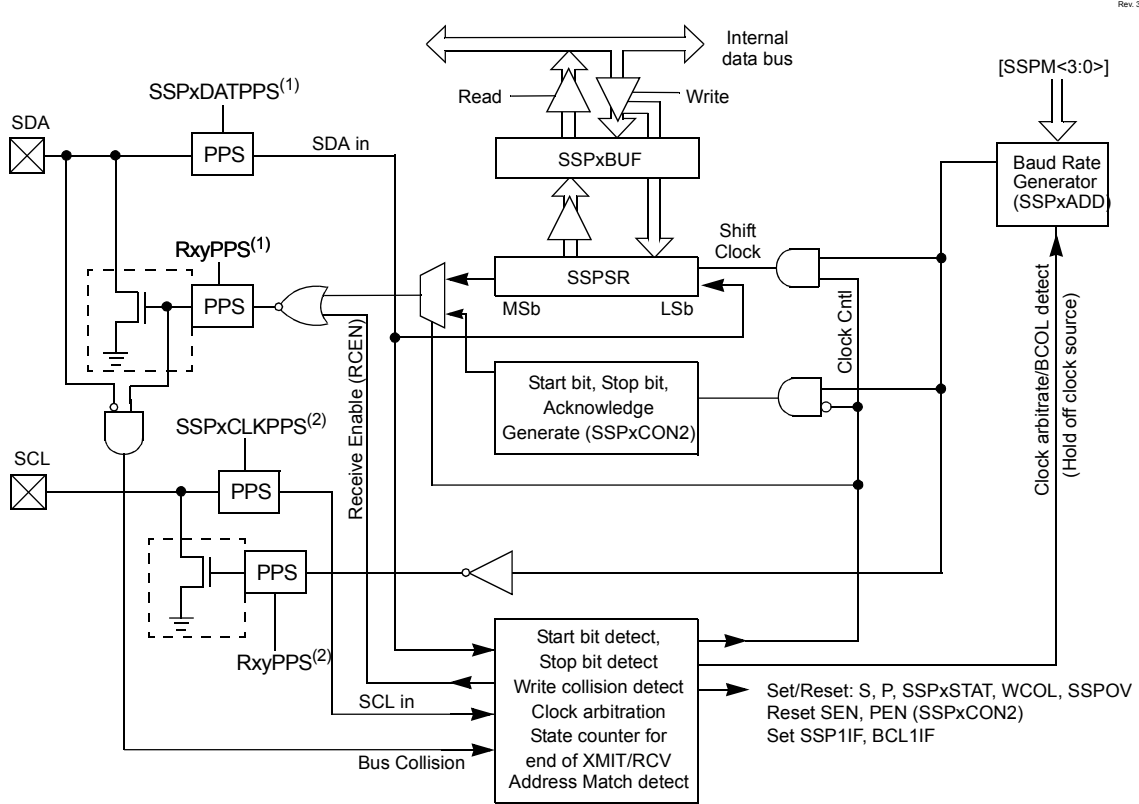 Rev. 3
Internal
data bus
[SSPM<3:0>]
SSPxDATPPS(1)
Read
Write
SDA
PPS
SDA in
SSPxBUF
Baud Rate
Generator
(SSPxADD)
RxyPPS(1)
Shift
Clock
PPS
SSPSR
MSb
LSb
Clock Cntl
Clock arbitrate/BCOL detect
(Hold off clock source)
Receive Enable (RCEN)
Start bit, Stop bit,
Acknowledge
Generate (SSPxCON2)
SSPxCLKPPS(2)
SCL
PPS
PPS
RxyPPS(2)
Start bit detect,
Stop bit detect
Write collision detect
Clock arbitration
State counter for
end of XMIT/RCV
Address Match detect
SCL in
Bus Collision
Set/Reset: S, P, SSPxSTAT, WCOL, SSPOV
Reset SEN, PEN (SSPxCON2)
Set SSP1IF, BCL1IF